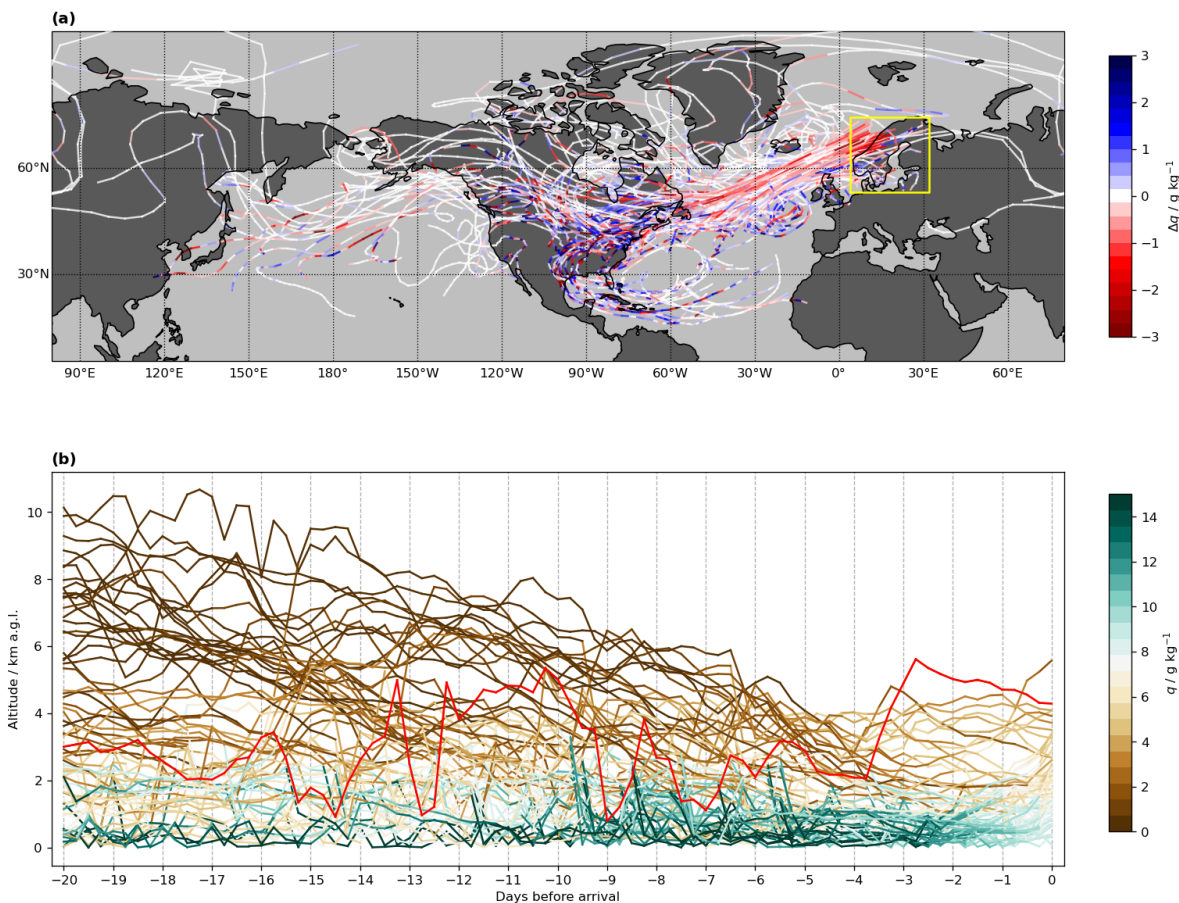 (a)
60°N
30°N
90°E 120°E 150°E 180° 150°W 120°W 90°W 60°W 30°W 0° 30°E 60°E
3
2
1
0
−1
−2
−3
Δq / g kg⁻¹
(b)
10
8
6
4
2
0
Altitude / km a.g.l.
−20 −19 −18 −17 −16 −15 −14 −13 −12 −11 −10 −9 −8 −7 −6 −5 −4 −3 −2 −1 0
Days before arrival
14
12
10
8
6
4
2
0
q / g kg⁻¹